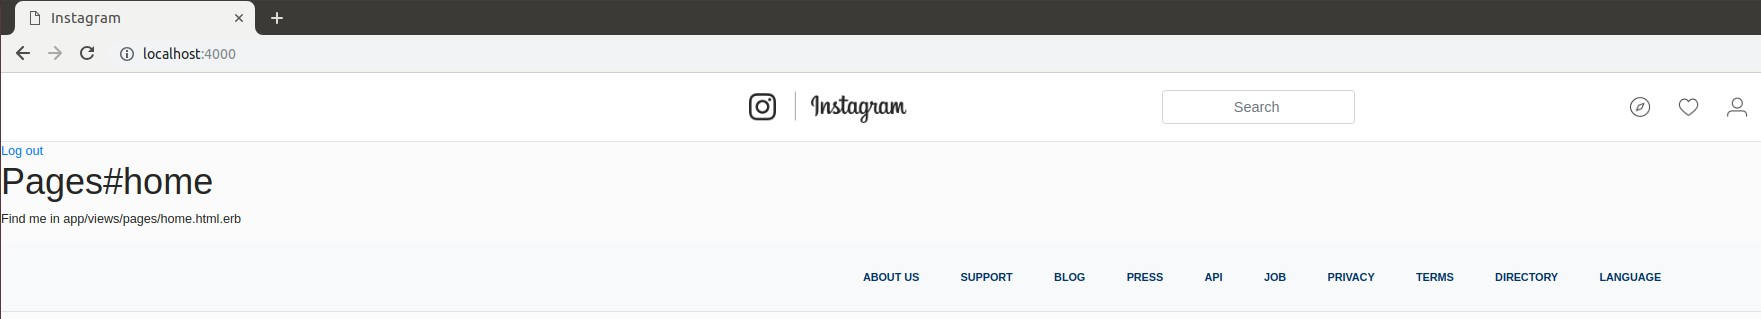 Instagram
localhost:4000
Instagram Search
Log out
Pages#home
Find me in app/views/pages/home.html.erb
ABOUT US SUPPORT BLOG PRESS API JOB PRIVACY TERMS DIRECTORY LANGUAGE